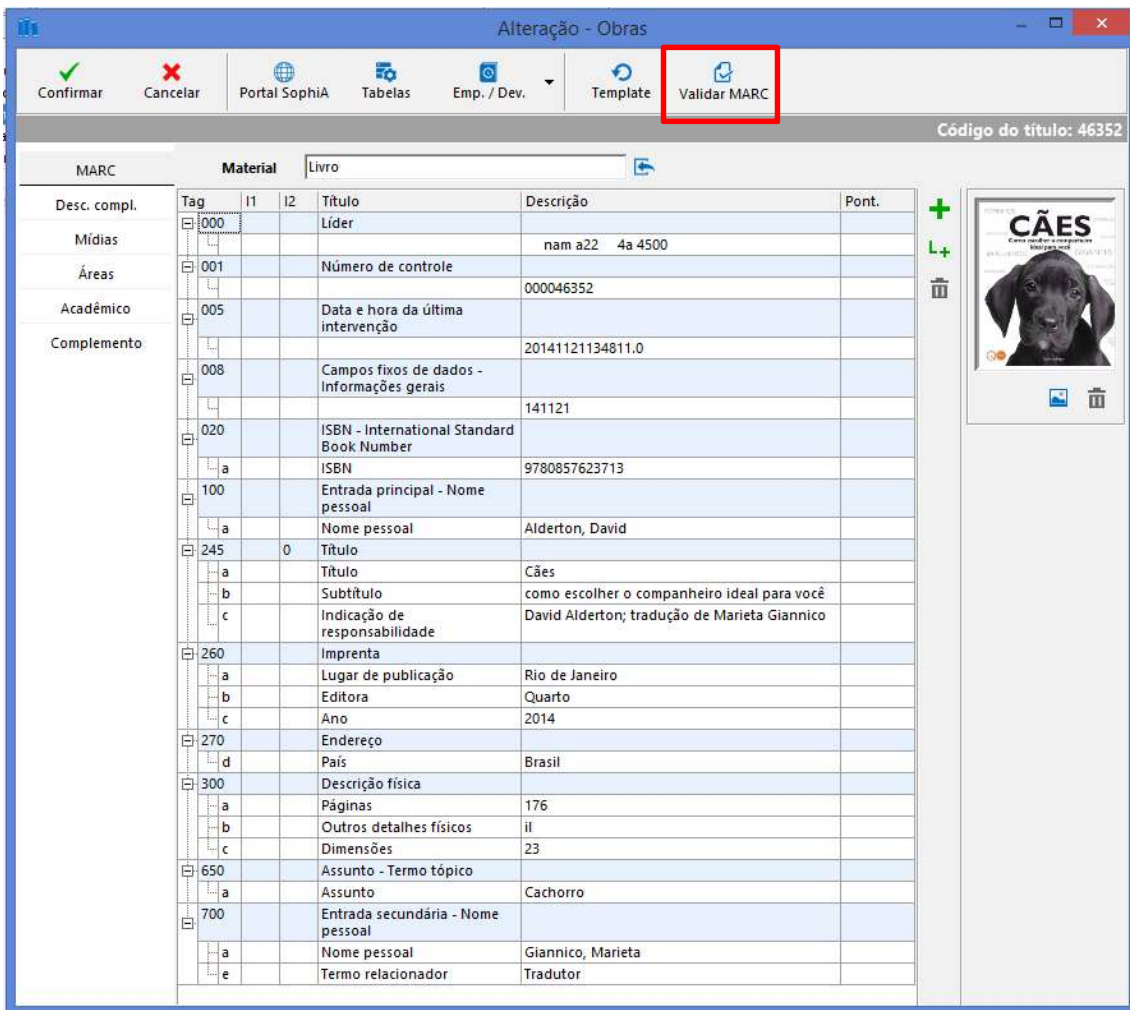 Alteração - Obras
Confirmar Cancelar Portal SophiA Tabelas Emp. / Dev. Template Validar MARC
Código do título: 46352
MARC
Desc. compl.
Mídias
Áreas
Acadêmico
Complemento
Material Livro
Tag I1 I2 Título Descrição Pont.
000 Líder
nam a22 4a 4500
001 Número de controle
000046352
005 Data e hora da última
intervenção
20141121134811.0
008 Campos fixos de dados -
Informações gerais
141121
020 ISBN - International Standard
Book Number
a ISBN 9780857623713
100 Entrada principal - Nome
pessoal
a Nome pessoal Alderton, David
245 0 Título
a Título Cães
b Subtítulo como escolher o companheiro ideal para você
c Indicação de David Alderton; tradução de Marieta Giannico
responsabilidade
260 Imprenta
a Lugar de publicação Rio de Janeiro
b Editora Quarto
c Ano 2014
270 Endereço
d País Brasil
300 Descrição física
a Páginas 176
b Outros detalhes físicos il
c Dimensões 23
650 Assunto - Termo tópico
a Assunto Cachorro
700 Entrada secundária - Nome
pessoal
a Nome pessoal Giannico, Marieta
e Termo relacionador Tradutor
CÃES
Como escolher o companheiro
ideal para você